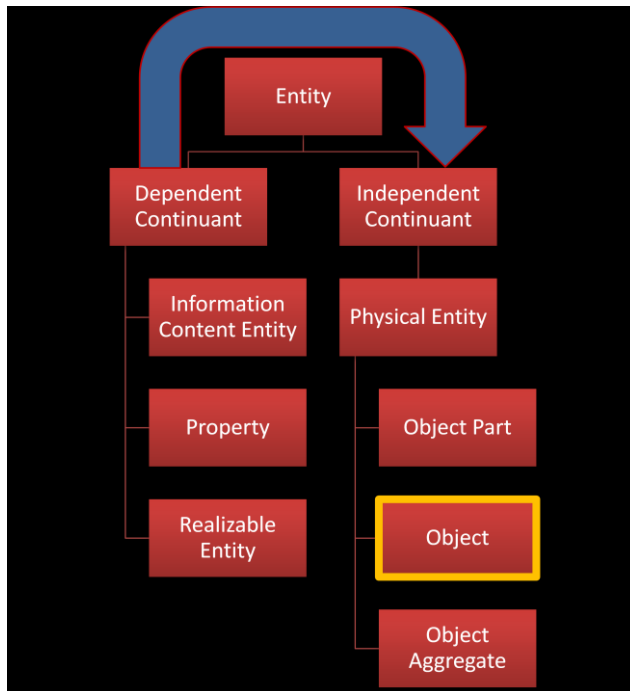 Entity
Dependent
Continuant
Independent
Continuant
Information
Content Entity
Physical Entity
Property
Object Part
Realizable
Entity
Object
Object
Aggregate